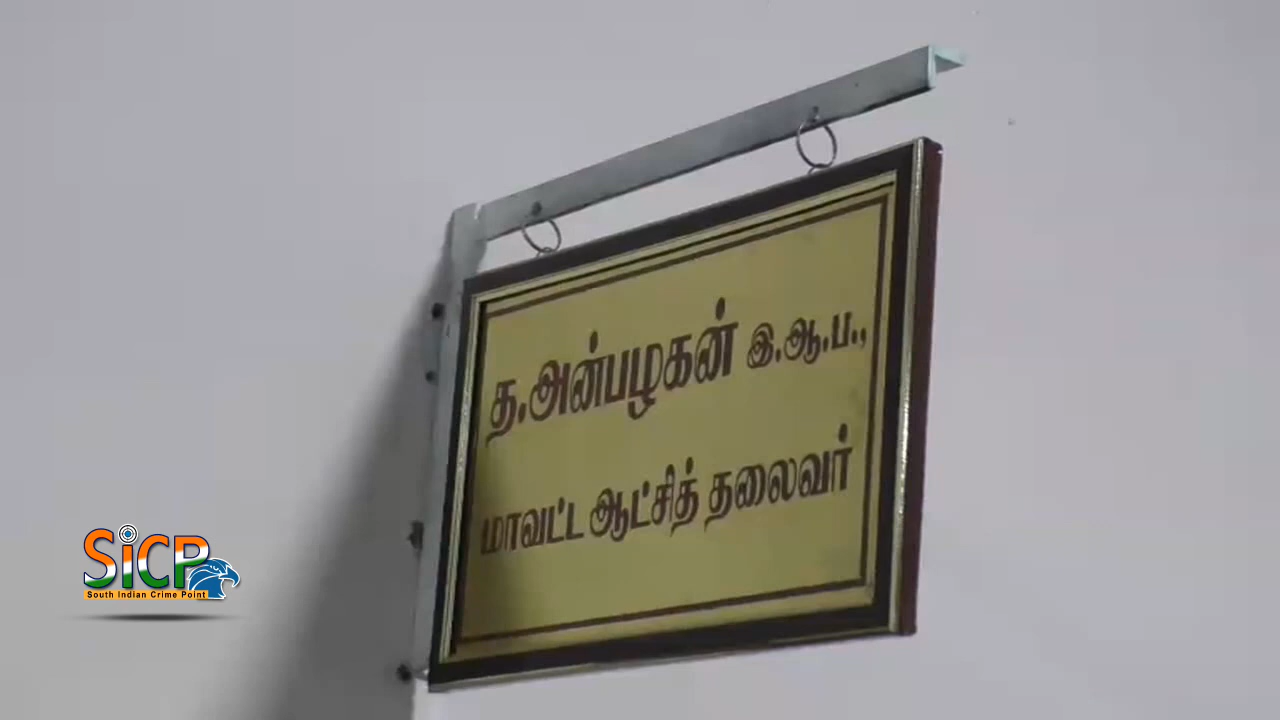 த.அன்பழகன் இ.ஆ.ப.,
மாவட்ட ஆட்சித் தலைவர்
SiCP
South Indian Crime Point